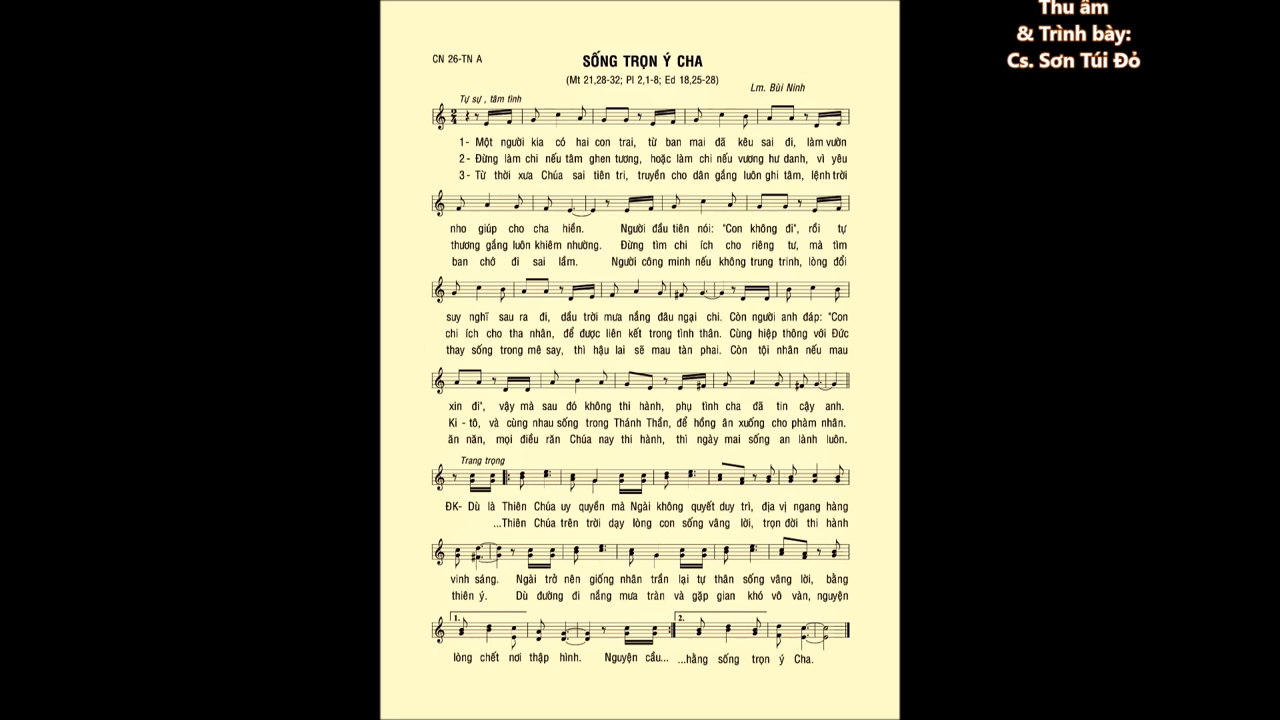 Thu âm
& Trình bày:
Cs. Sơn Túi Đỏ
CN 26-TN A
SỐNG TRỌN Ý CHA
(Mt 21,28-32; Pl 2,1-8; Ed 18,25-28)
Lm. Bùi Ninh
Tự sự , tâm tình
1- Một người kia có hai con trai, từ ban mai đã kêu sai đi, làm vườn
2- Đừng làm chi nếu tâm ghen tương, hoặc làm chi nếu vương hư danh, vì yêu
3- Từ thời xưa Chúa sai tiên tri, truyền cho dân gắng luôn ghi tâm, lệnh trời
nho giúp cho cha hiền. Người đầu tiên nói: "Con không đi", rồi tự
thương gắng luôn khiêm nhường. Đừng tìm chi ích cho riêng tư, mà tìm
ban chớ đi sai lầm. Người công minh nếu không trung trinh, lòng đổi
suy nghĩ sau ra đi, dầu trời mưa nắng đâu ngại chi. Còn người anh đáp: "Con
chi ích cho tha nhân, để được liên kết trong tình thân. Cùng hiệp thông với Đức
thay sống trong mê say, thì hậu lai sẽ mau tàn phai. Còn tội nhân nếu mau
xin đi", vậy mà sau đó không thi hành, phụ tình cha đã tin cậy anh.
Ki - tô, và cùng nhau sống trong Thánh Thần, để hồng ân xuống cho phàm nhân.
ăn năn, mọi điều răn Chúa nay thi hành, thì ngày mai sống an lành luôn.
Trang trọng
ĐK- Dù là Thiên Chúa uy quyền mà Ngài không quyết duy trì, địa vị ngang hàng
...Thiên Chúa trên trời dạy lòng con sống vâng lời, trọn đời thi hành
vinh sáng. Ngài trở nên giống nhân trần lại tự thân sống vâng lời, bằng
thiên ý. Dù đường đi nắng mưa tràn và gặp gian khó vô vàn, nguyện
1. 2.
lòng chết nơi thập hình. Nguyện cầu... ...hằng sống trọn ý Cha.